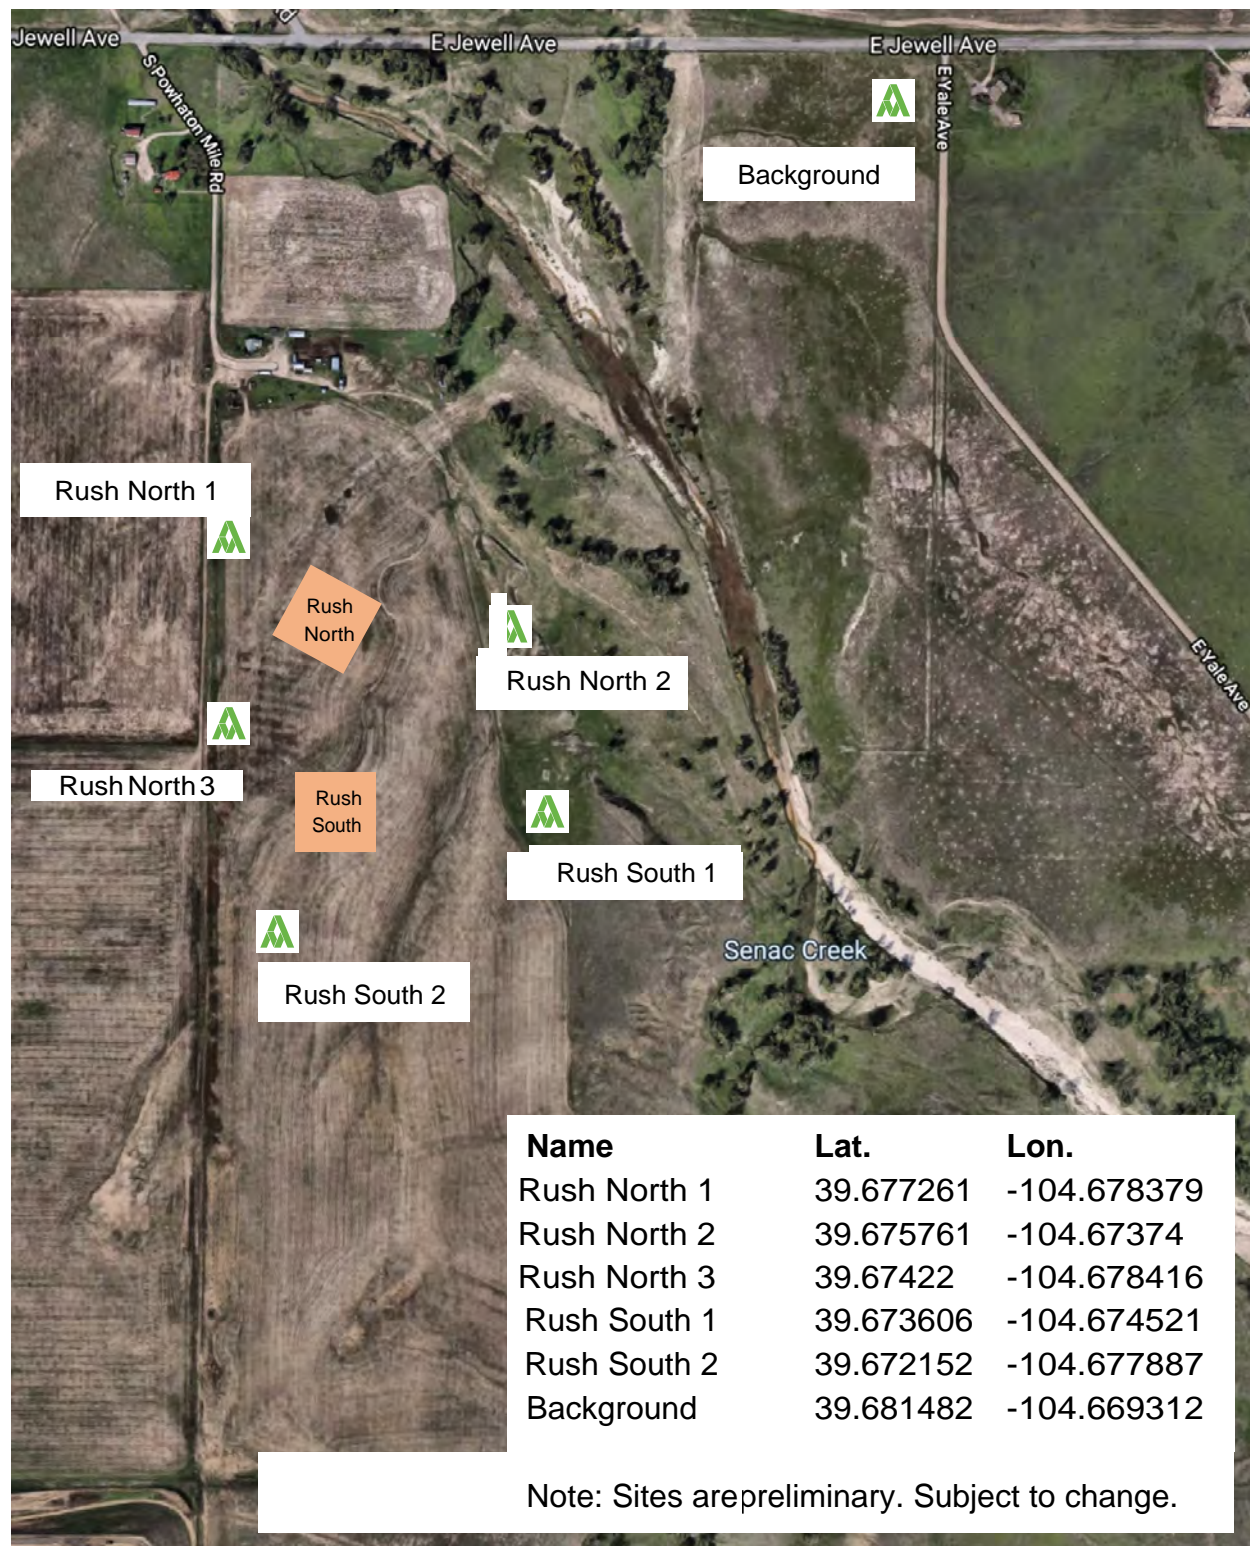 Rd
Jewell Ave
E Jewell Ave
E Jewell Ave
S Powhaton Mile Rd
E Yale Ave
Background
Rush North 1
Rush
North
Rush North 2
E Yale Ave
Rush North 3
Rush
South
Rush South 1
Senac Creek
Rush South 2
Name Lat. Lon.
Rush North 1 39.677261 -104.678379
Rush North 2 39.675761 -104.67374
Rush North 3 39.67422 -104.678416
Rush South 1 39.673606 -104.674521
Rush South 2 39.672152 -104.677887
Background 39.681482 -104.669312
Note: Sites are preliminary. Subject to change.